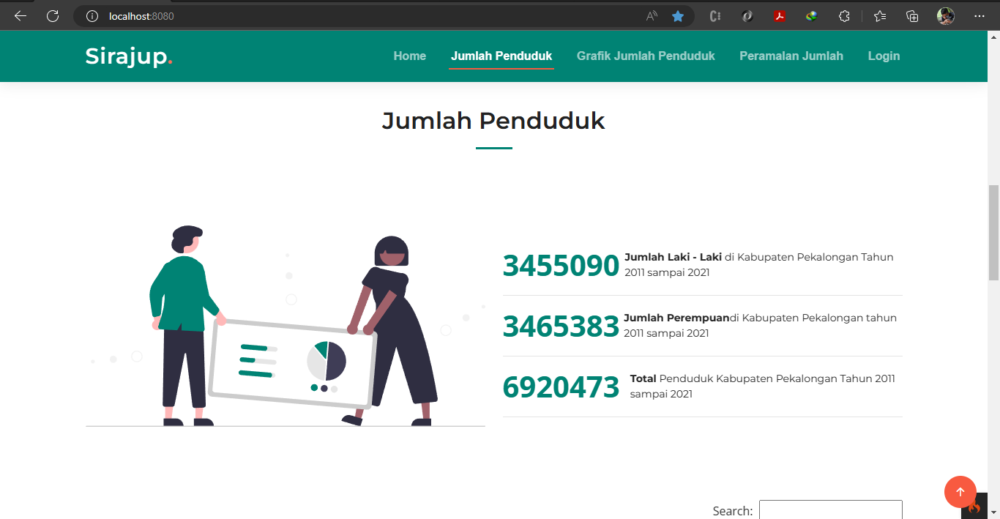 localhost:8080
Sirajup.
Home Jumlah Penduduk Grafik Jumlah Penduduk Peramalan Jumlah Login
Jumlah Penduduk
3455090 Jumlah Laki - Laki di Kabupaten Pekalongan Tahun
2011 sampai 2021
3465383 Jumlah Perempuandi Kabupaten Pekalongan tahun
2011 sampai 2021
6920473 Total Penduduk Kabupaten Pekalongan Tahun 2011
sampai 2021
Search: